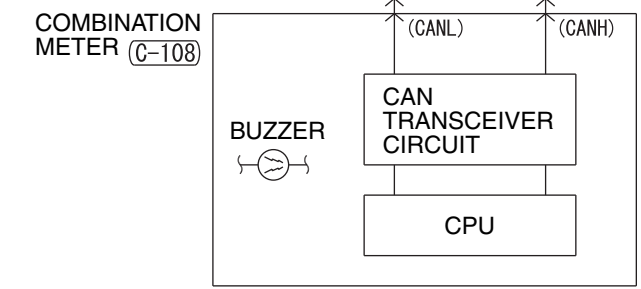 COMBINATION
METER (C-108)
(CANL)
(CANH)
CAN
TRANSCEIVER
CIRCUIT
BUZZER
CPU